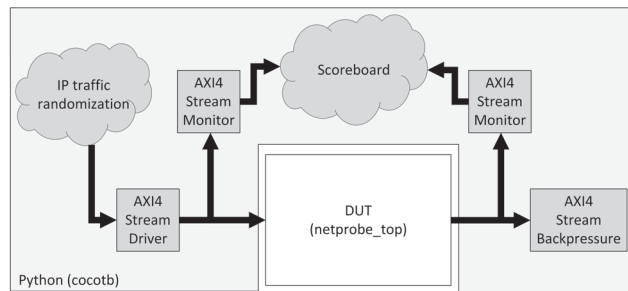 IP traffic
randomization
AXI4
Stream
Monitor
Scoreboard
AXI4
Stream
Monitor
AXI4
Stream
Driver
DUT
(netprobe_top)
AXI4
Stream
Backpressure
Python (cocotb)